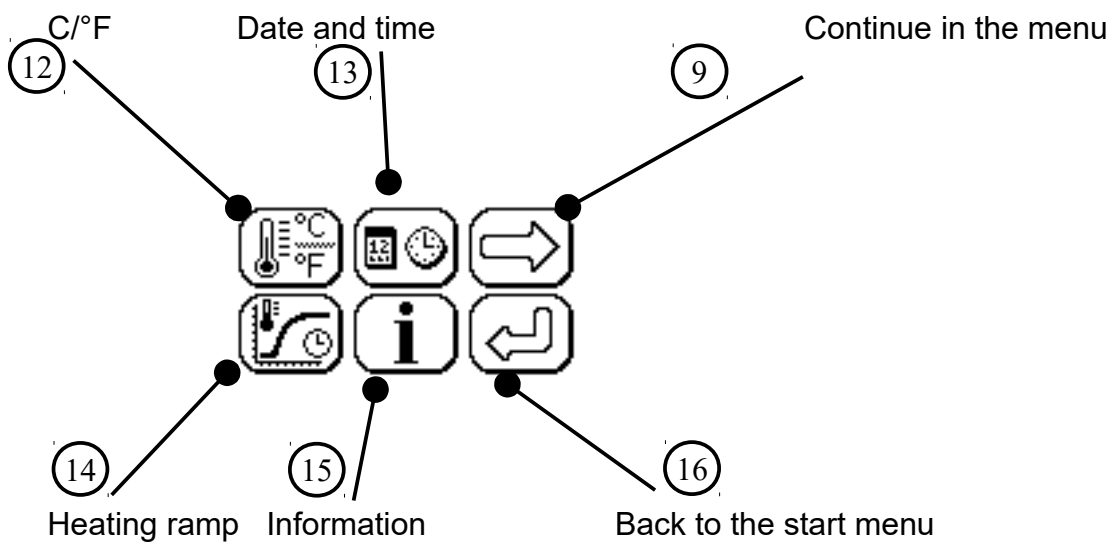 C/°F
Date and time
Continue in the menu
12
13
9
°C
°F
12
i
14
15
16
Heating ramp
Information
Back to the start menu